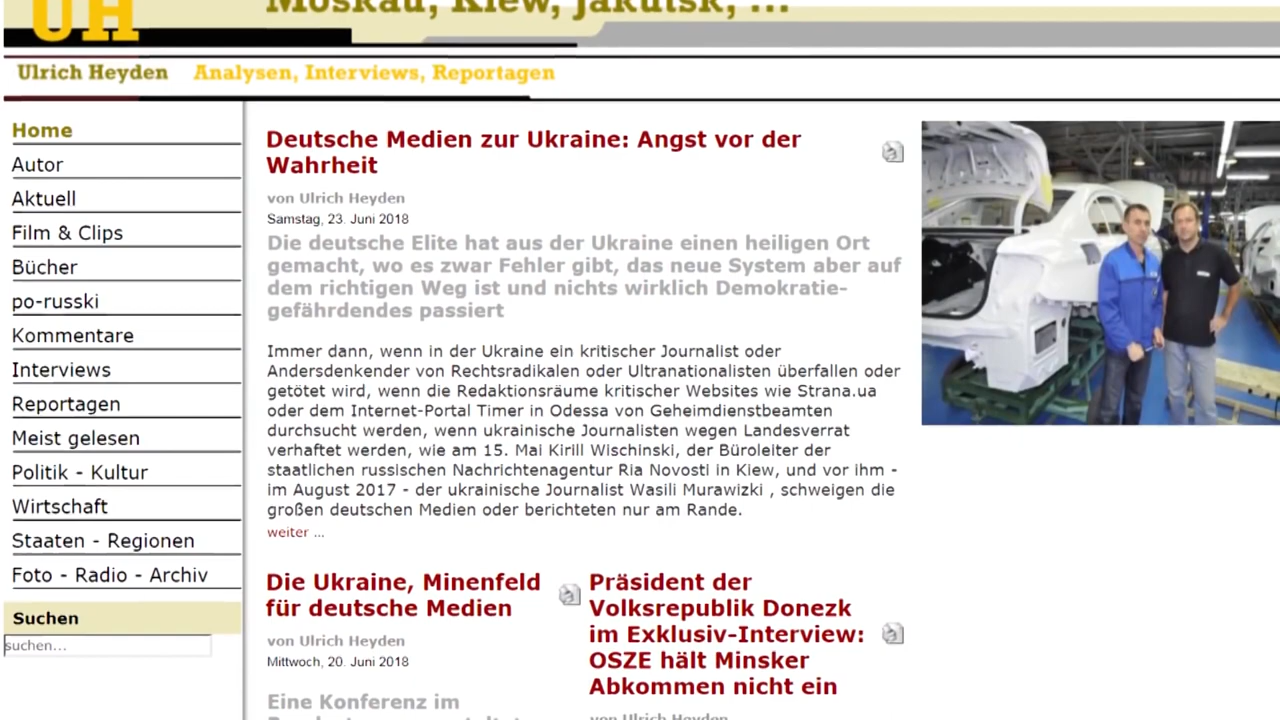 Moskau, Kiew, Jakutsk, ...
UH
Ulrich Heyden Analysen, Interviews, Reportagen
Home
Autor
Aktuell
Film & Clips
Bücher
po-russki
Kommentare
Interviews
Reportagen
Meist gelesen
Politik - Kultur
Wirtschaft
Staaten - Regionen
Foto - Radio - Archiv
Suchen
suchen...
Deutsche Medien zur Ukraine: Angst vor der
Wahrheit
von Ulrich Heyden
Samstag, 23. Juni 2018
Die deutsche Elite hat aus der Ukraine einen heiligen Ort
gemacht, wo es zwar Fehler gibt, das neue System aber auf
dem richtigen Weg ist und nichts wirklich Demokratie-
gefährdendes passiert
Immer dann, wenn in der Ukraine ein kritischer Journalist oder
Andersdenkender von Rechtsradikalen oder Ultranationalisten überfallen oder
getötet wird, wenn die Redaktionsräume kritischer Websites wie Strana.ua
oder dem Internet-Portal Timer in Odessa von Geheimdienstbeamten
durchsucht werden, wenn ukrainische Journalisten wegen Landesverrat
verhaftet werden, wie am 15. Mai Kirill Wischinski, der Büroleiter der
staatlichen russischen Nachrichtenagentur Ria Novosti in Kiew, und vor ihm -
im August 2017 - der ukrainische Journalist Wasili Murawizki , schweigen die
großen deutschen Medien oder berichteten nur am Rande.
weiter ...
Die Ukraine, Minenfeld
für deutsche Medien
von Ulrich Heyden
Mittwoch, 20. Juni 2018
Eine Konferenz im
Präsident der
Volksrepublik Donezk
im Exklusiv-Interview:
OSZE hält Minsker
Abkommen nicht ein
von Ulrich Heyden